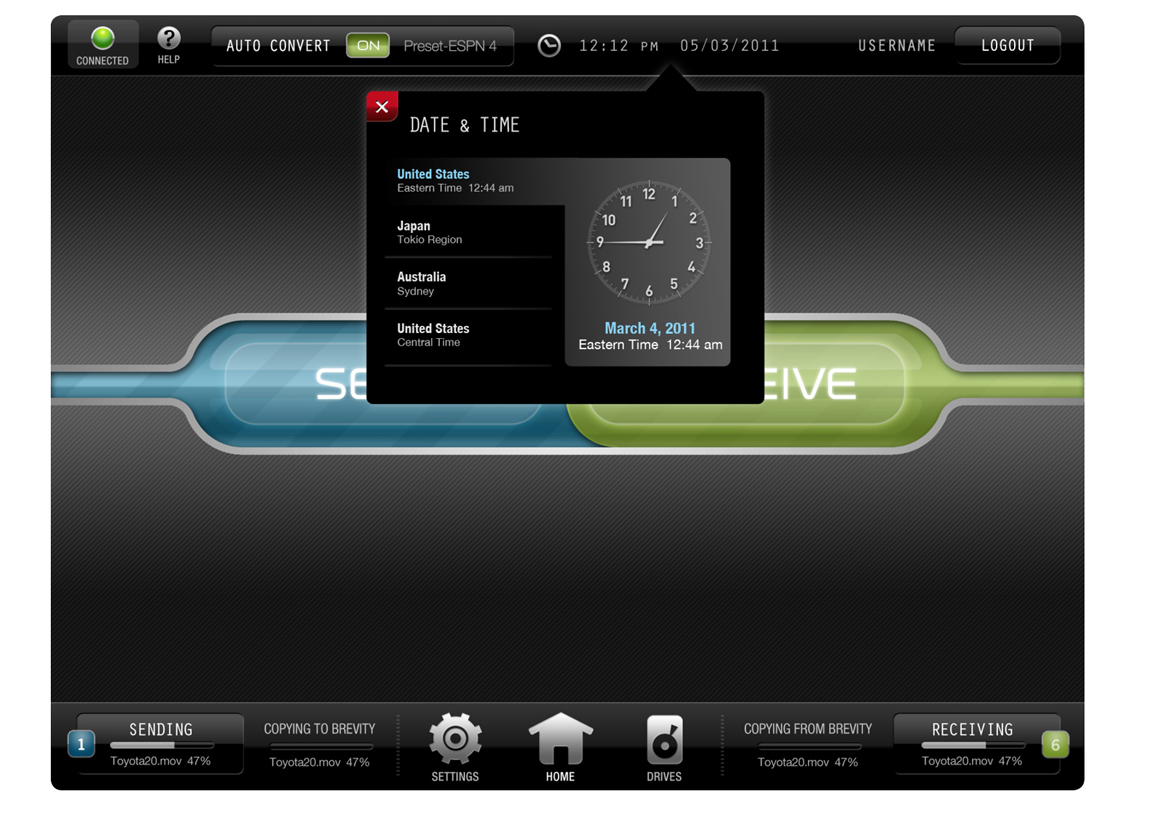 CONNECTED
HELP
AUTO CONVERT ON Preset-ESPN 4
12:12 PM 05/03/2011
USERNAME
LOGOUT
DATE & TIME
United States
Eastern Time 12:44 am
Japan
Tokio Region
Australia
Sydney
United States
Central Time
12
1
2
3
4
5
6
7
8
9
10
11
March 4, 2011
Eastern Time 12:44 am
SE
EIVE
1
SENDING
Toyota20.mov 47%
COPYING TO BREVITY
Toyota20.mov 47%
SETTINGS
HOME
DRIVES
COPYING FROM BREVITY
Toyota20.mov 47%
RECEIVING
Toyota20.mov 47%
6